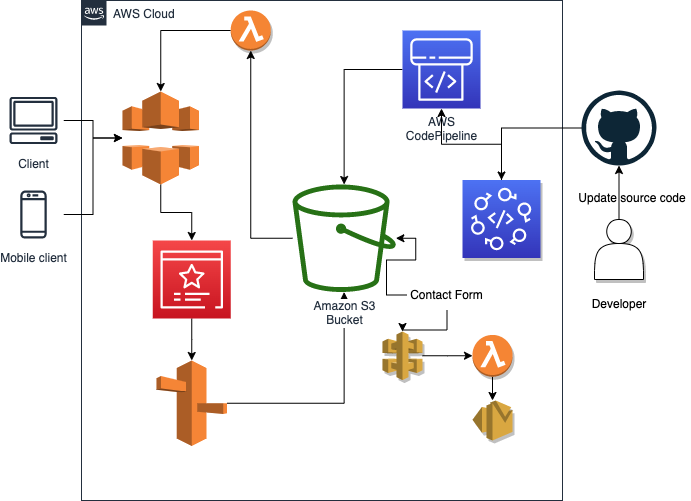 aws
AWS Cloud
AWS
CodePipeline
Client
Update source code
Mobile client
Contact Form
Developer
Amazon S3
Bucket